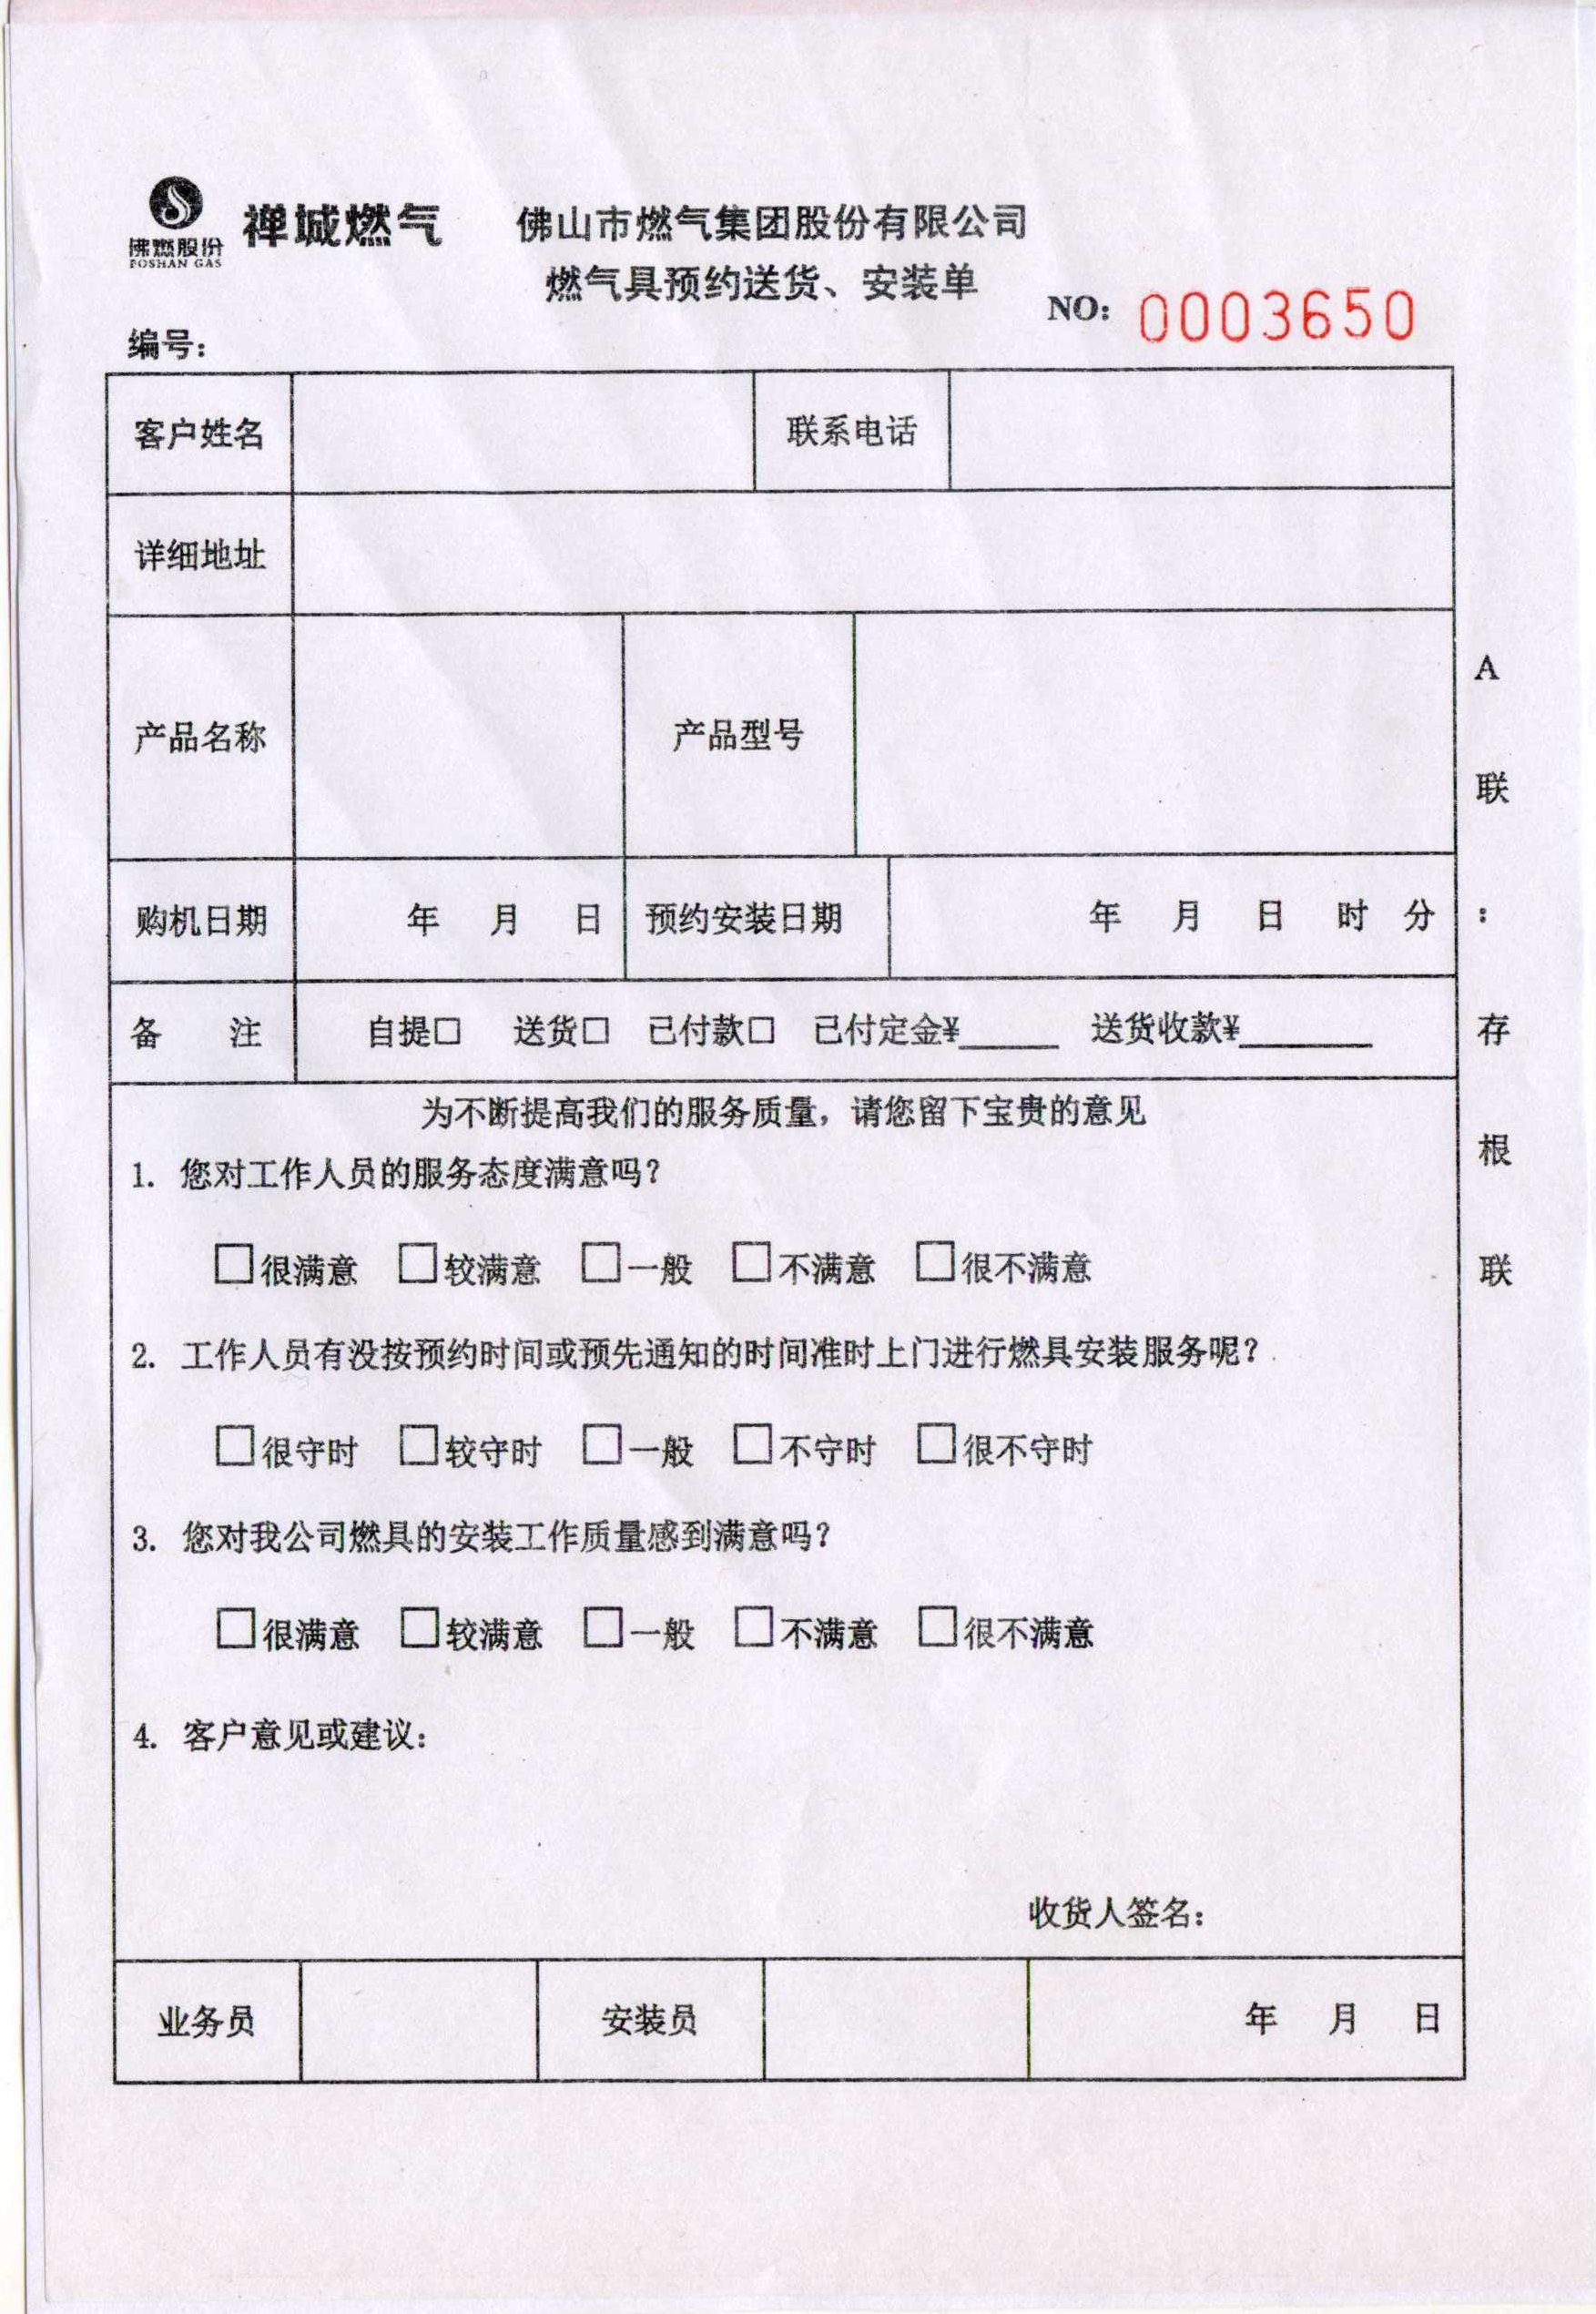 佛燃股份
FOSHAN GAS
禅城燃气
佛山市燃气集团股份有限公司
燃气具预约送货、安装单
NO: 0003650
编号:
客户姓名 联系电话
详细地址
产品名称 产品型号
购机日期 年 月 日 预约安装日期 年 月 日 时 分
备 注 自提□ 送货□ 已付款□ 已付定金¥______ 送货收款¥________
为不断提高我们的服务质量，请您留下宝贵的意见
1. 您对工作人员的服务态度满意吗?
□很满意 □较满意 □一般 □不满意 □很不满意
2. 工作人员有没按预约时间或预先通知的时间准时上门进行燃具安装服务呢?
□很守时 □较守时 □一般 □不守时 □很不守时
3. 您对我公司燃具的安装工作质量感到满意吗?
□很满意 □较满意 □一般 □不满意 □很不满意
4. 客户意见或建议:
收货人签名:
业务员 安装员 年 月 日
A联:存根联